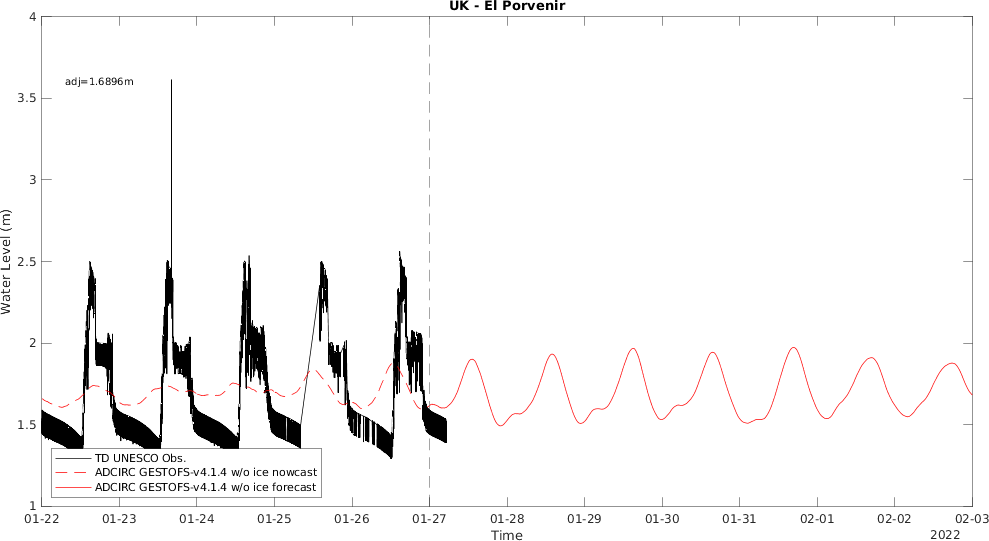 UK - El Porvenir
4
adj=1.6896m
3.5
3
2.5
2
1.5
1
Water Level (m)
TD UNESCO Obs.
ADCIRC GESTOFS-v4.1.4 w/o ice nowcast
ADCIRC GESTOFS-v4.1.4 w/o ice forecast
01-22 01-23 01-24 01-25 01-26 01-27 01-28 01-29 01-30 01-31 02-01 02-02 02-03
Time
2022